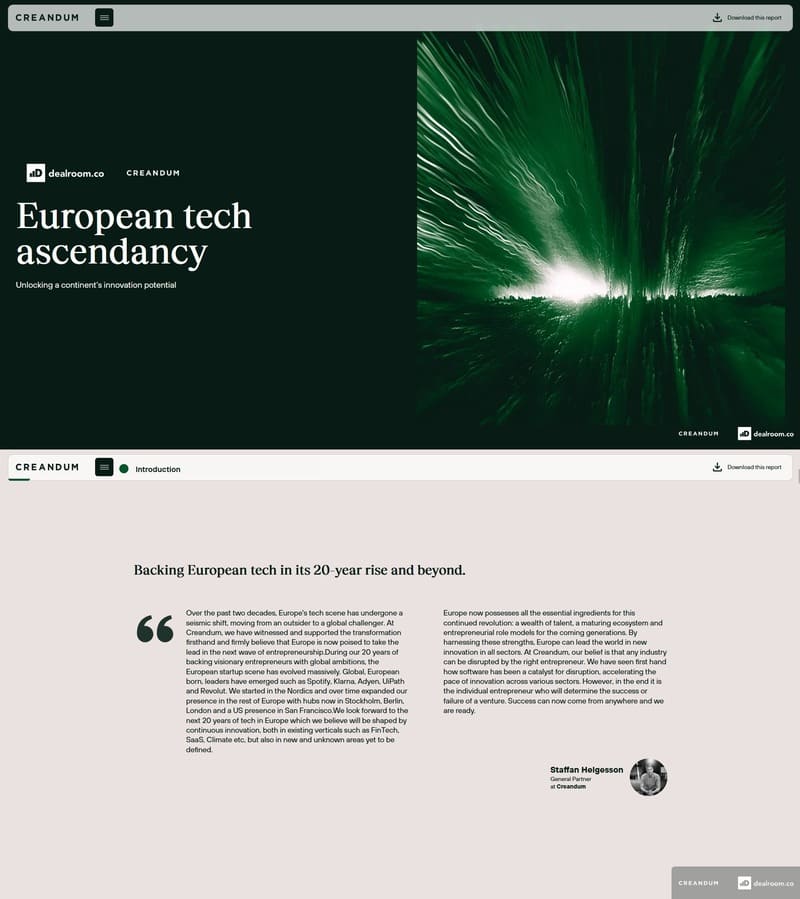 CREANDUM
Download this report
dealroom.co
CREANDUM
European tech
ascendancy
Unlocking a continent's innovation potential
CREANDUM
dealroom.co
CREANDUM
Introduction
Download this report
Backing European tech in its 20-year rise and beyond.
Over the past two decades, Europe's tech scene has undergone a
seismic shift, moving from an outsider to a global challenger. At
Creandum, we have witnessed and supported the transformation
firsthand and firmly believe that Europe is now poised to take the
lead in the next wave of entrepreneurship.During our 20 years of
backing visionary entrepreneurs with global ambitions, the
European startup scene has evolved massively. Global, European
born, leaders have emerged such as Spotify, Klarna, Adyen, UiPath
and Revolut. We started in the Nordics and over time expanded our
presence in the rest of Europe with hubs now in Stockholm, Berlin,
London and a US presence in San Francisco.We look forward to the
next 20 years of tech in Europe which we believe will be shaped by
continuous innovation, both in existing verticals such as FinTech,
SaaS, Climate etc, but also in new and unknown areas yet to be
defined.
Europe now possesses all the essential ingredients for this
continued revolution; a wealth of talent, a maturing ecosystem and
entrepreneurial role models for the coming generations. By
harnessing these strengths, Europe can lead the world in new
innovation in all sectors. At Creandum, our belief is that any industry
can be disrupted by the right entrepreneur. We have seen first hand
how software has been a catalyst for disruption, accelerating the
pace of innovation across various sectors. However, in the end it is
the individual entrepreneur who will determine the success or
failure of a venture. Success can now come from anywhere and we
are ready.
Staffan Helgesson
General Partner
at Creandum
CREANDUM
dealroom.co